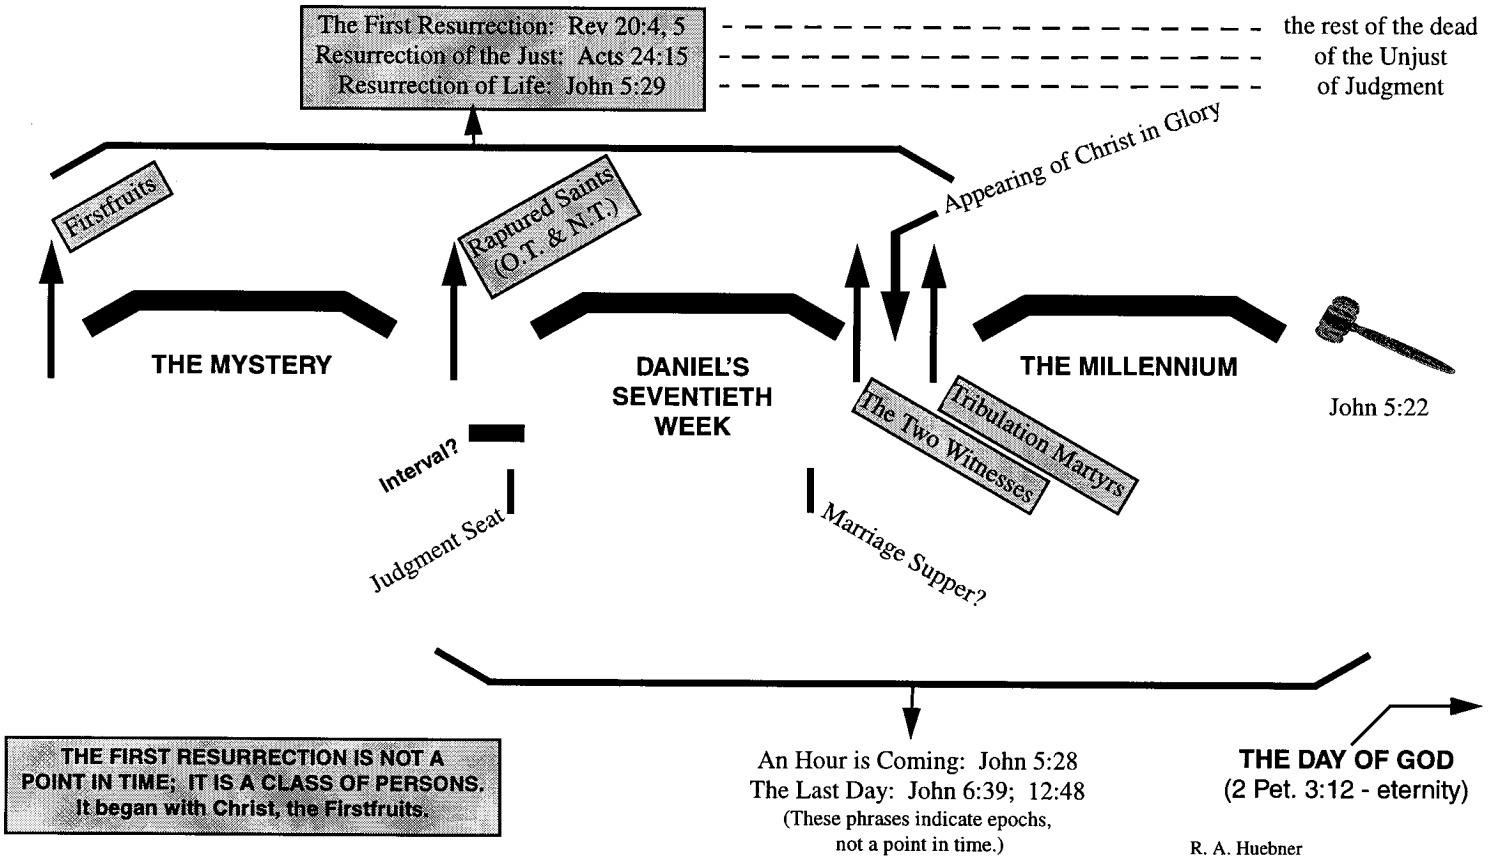 The First Resurrection: Rev 20:4, 5
the rest of the dead
Resurrection of the Just: Acts 24:15
of the Unjust
Resurrection of Life: John 5:29
of Judgment
Appearing of Christ in Glory
Firstfruits
Raptured Saints
(O.T. & N.T.)
THE MYSTERY
DANIEL'S
SEVENTIETH
WEEK
THE MILLENNIUM
John 5:22
The Two Witnesses
Tribulation Martyrs
Interval?
Judgment Seat
Marriage Supper?
THE FIRST RESURRECTION IS NOT A
POINT IN TIME; IT IS A CLASS OF PERSONS.
It began with Christ, the Firstfruits.
An Hour is Coming: John 5:28
The Last Day: John 6:39; 12:48
(These phrases indicate epochs,
not a point in time.)
THE DAY OF GOD
(2 Pet. 3:12 - eternity)
R. A. Huebner